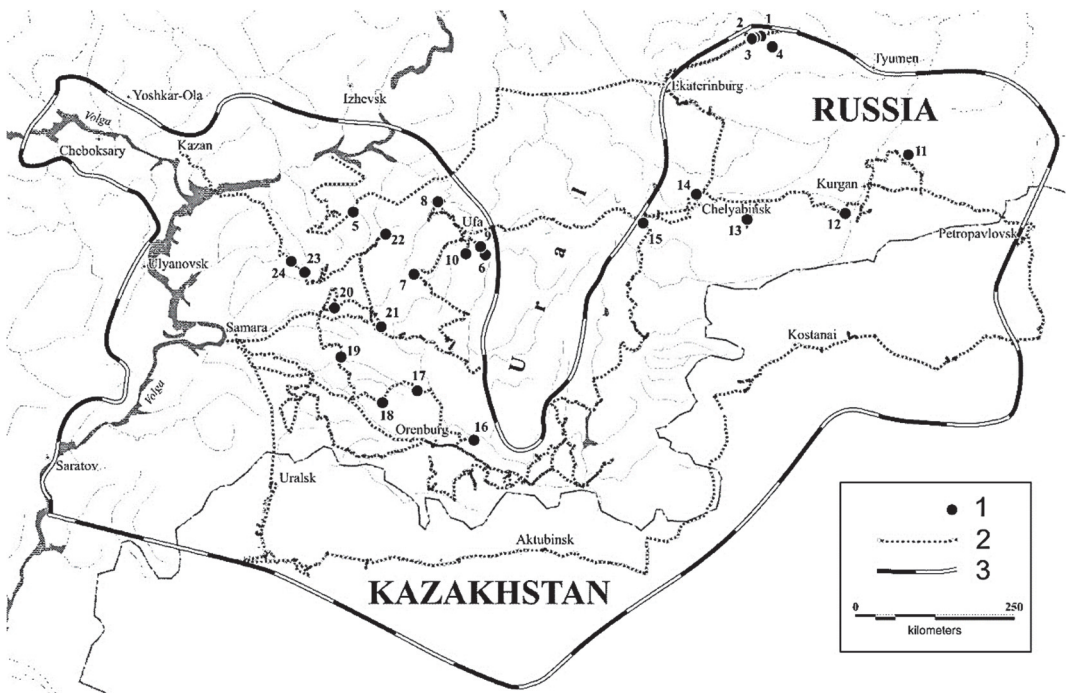 2
1
3
4
Tyumen
Yoshkar-Ola
Izhevsk
Ekaterinburg
RUSSIA
Volga
Cheboksary
Kazan
11
14
Kurgan
8
5
Chelyabinsk
Ufa
9
22
13
12
15
Petropavlovsk
10
6
Ulyanovsk
24
23
7
U r a l
20
21
Samara
Kostanai
19
17
Volga
18
16
Orenburg
Saratov
Uralsk
Aktubinsk
KAZAKHSTAN
1
2
3
0 250
kilometers